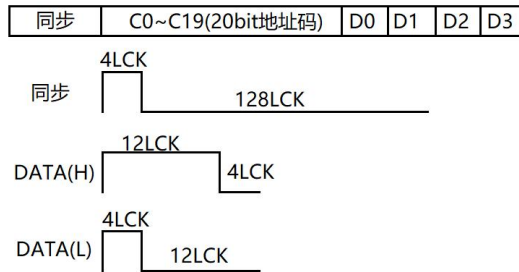 同步 C0~C19(20bit地址码) D0 D1 D2 D3
4LCK
同步
128LCK
12LCK
DATA(H)
4LCK
4LCK
DATA(L)
12LCK